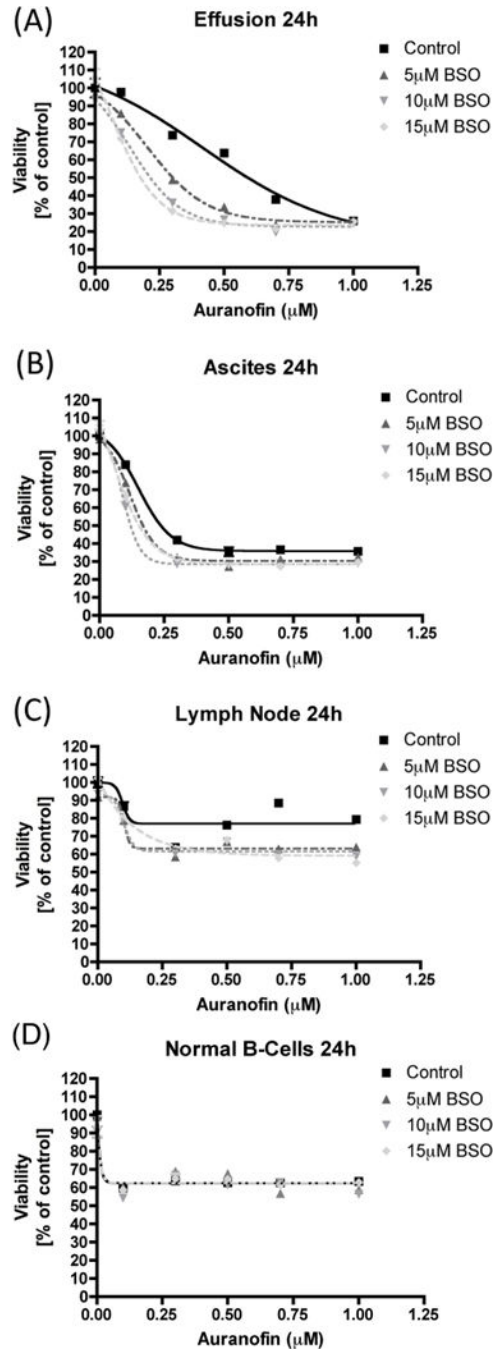 (A)
Effusion 24h
Control
5μM BSO
10μM BSO
15μM BSO
Viability
[% of control]
120
110
100
90
80
70
60
50
40
30
20
10
0
0.00 0.25 0.50 0.75 1.00 1.25
Auranofin (μM)
(B)
Ascites 24h
Control
5μM BSO
10μM BSO
15μM BSO
Viability
[% of control]
120
110
100
90
80
70
60
50
40
30
20
10
0
0.00 0.25 0.50 0.75 1.00 1.25
Auranofin (μM)
(C)
Lymph Node 24h
Control
5μM BSO
10μM BSO
15μM BSO
Viability
[% of control]
120
110
100
90
80
70
60
50
40
30
20
10
0
0.00 0.25 0.50 0.75 1.00 1.25
Auranofin (μM)
(D)
Normal B-Cells 24h
Control
5μM BSO
10μM BSO
15μM BSO
Viability
[% of control]
120
110
100
90
80
70
60
50
40
30
20
10
0
0.00 0.25 0.50 0.75 1.00 1.25
Auranofin (μM)